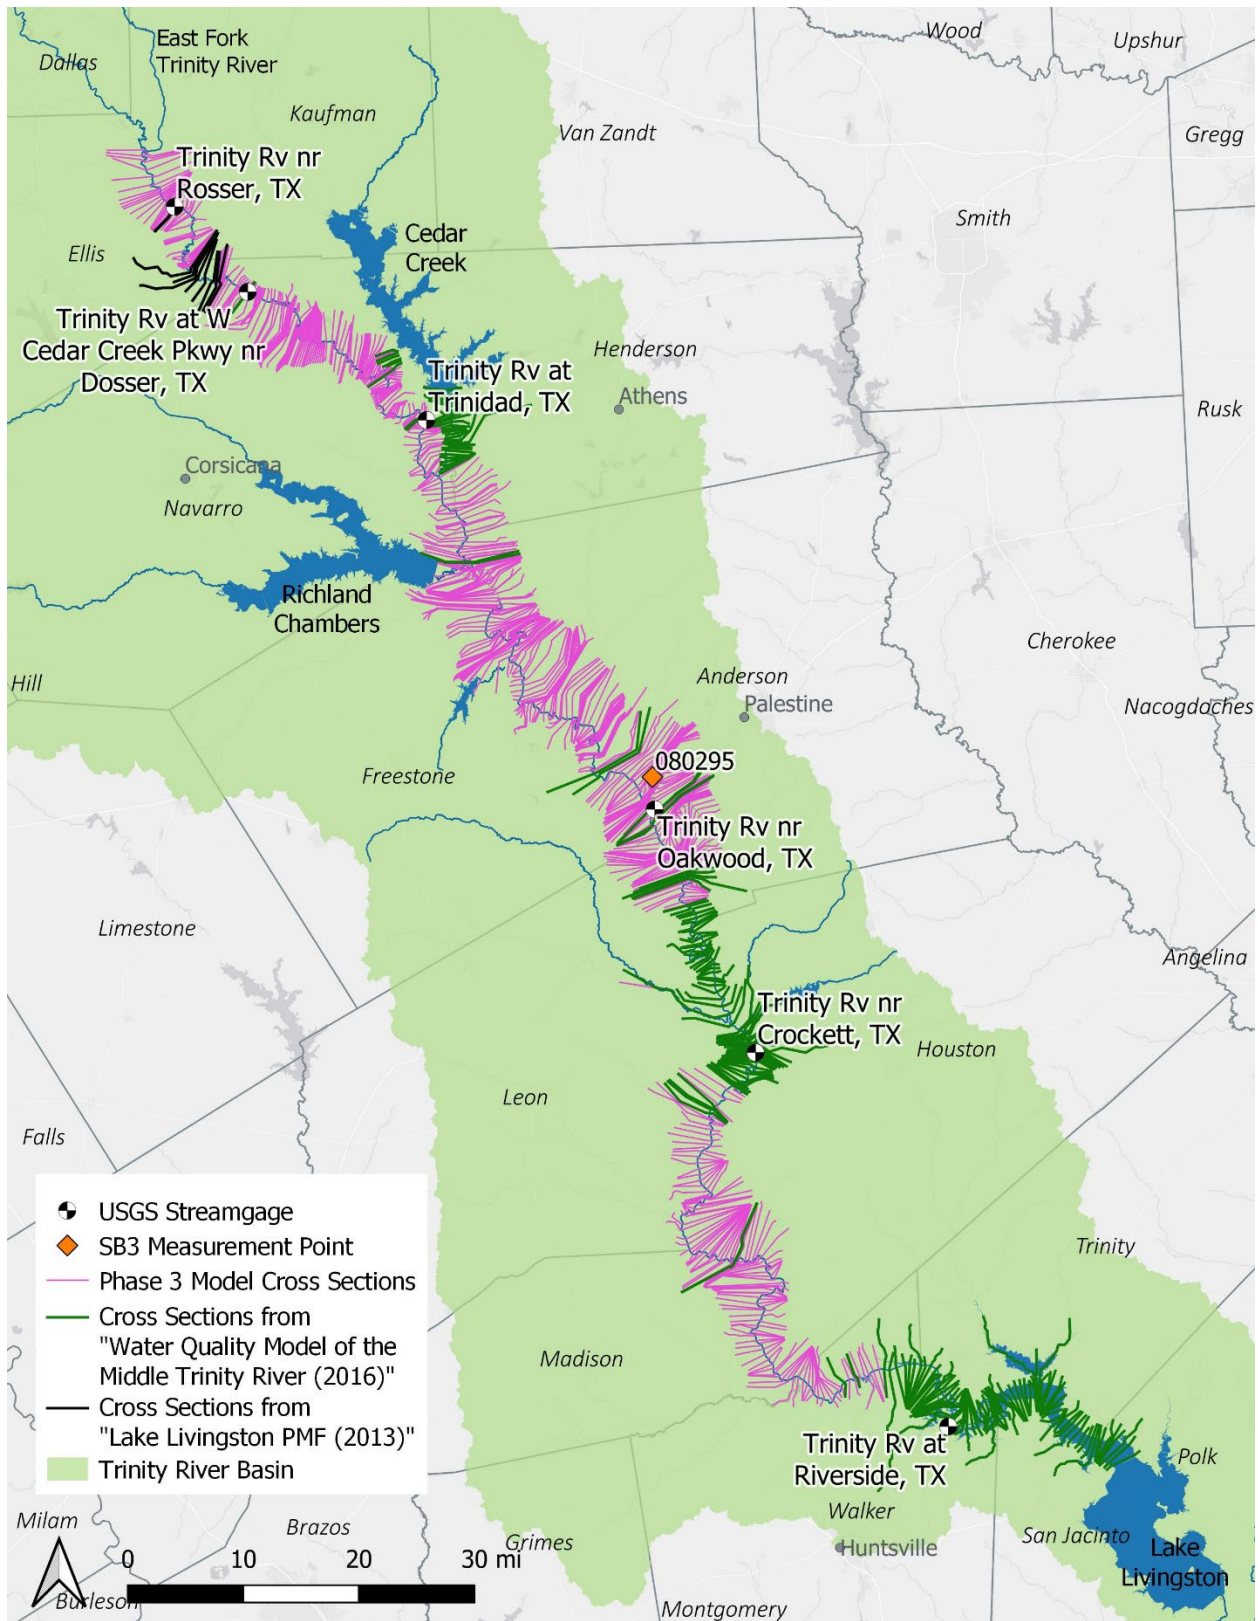 East Fork
Trinity River
Dallas
Kaufman
Wood
Upshur
Van Zandt
Gregg
Trinity Rv nr
Rosser, TX
Smith
Ellis
Cedar
Creek
Trinity Rv at W
Cedar Creek Pkwy nr
Dosser, TX
Henderson
Trinity Rv at
Trinidad, TX
Athens
Rusk
Corsicana
Navarro
Richland
Chambers
Cherokee
Hill
Anderson
Palestine
Nacogdoches
080295
Freestone
Trinity Rv nr
Oakwood, TX
Limestone
Angelina
Trinity Rv nr
Crockett, TX
Houston
Leon
Falls
USGS Streamgage
SB3 Measurement Point
Phase 3 Model Cross Sections
Cross Sections from
"Water Quality Model of the
Middle Trinity River (2016)"
Cross Sections from
"Lake Livingston PMF (2013)"
Trinity River Basin
Trinity
Madison
Trinity Rv at
Riverside, TX
Polk
Walker
Milam
Brazos
Grimes
Huntsville
San Jacinto
Lake
Livingston
0 10 20 30 mi
Burleson
Montgomery